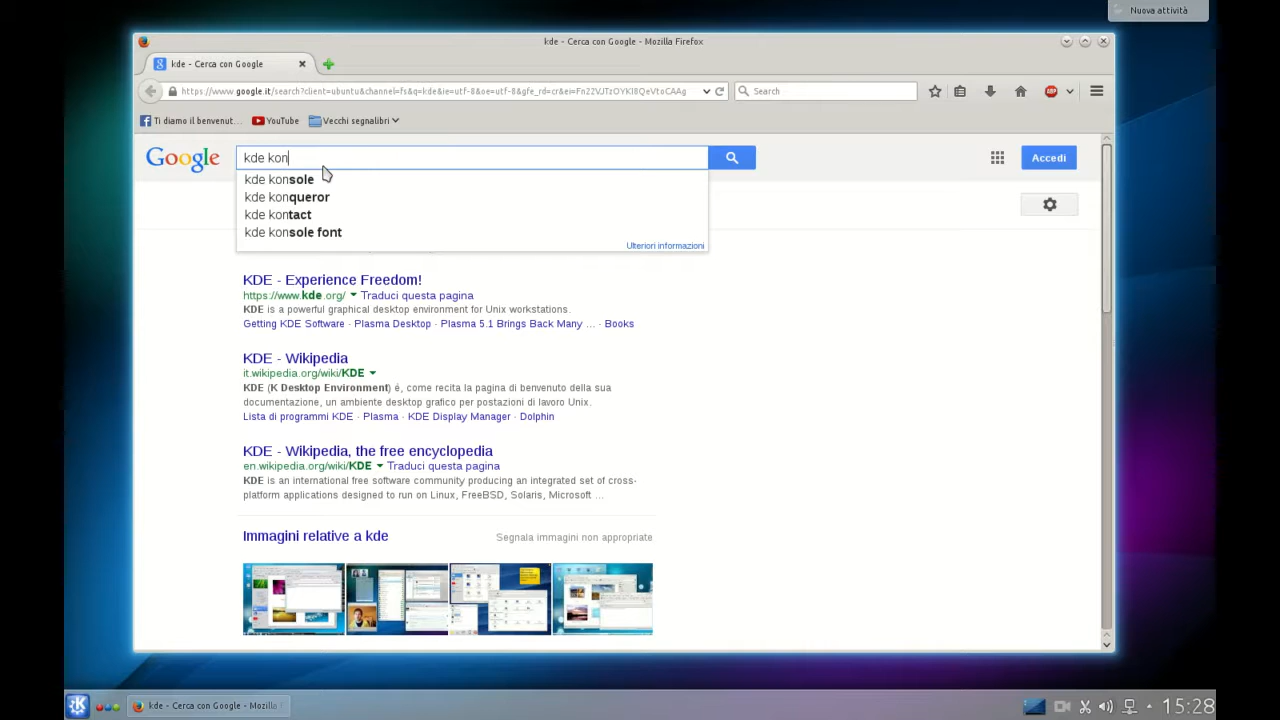 Nuova attività
kde - Cerca con Google - Mozilla Firefox
kde - Cerca con Google
https://www.google.it/search?client=ubuntu&channel=fs&q=kde&ie=utf-8&oe=utf-8&gfe_rd=cr&ei=Fn22VJTzOYKI8QeVtoCAAg
Search
ABP
Ti diamo il benvenut...
YouTube
Vecchi segnalibri
Google
kde kon
Accedi
kde konsole
kde konqueror
kde kontact
kde konsole font
Ulteriori informazioni
KDE - Experience Freedom!
https://www.kde.org/ Traduci questa pagina
KDE is a powerful graphical desktop environment for Unix workstations.
Getting KDE Software · Plasma Desktop · Plasma 5.1 Brings Back Many ... · Books
KDE - Wikipedia
it.wikipedia.org/wiki/KDE
KDE (K Desktop Environment) é, come recita la pagina di benvenuto della sua
documentazione, un ambiente desktop grafico per postazioni di lavoro Unix.
Lista di programmi KDE · Plasma · KDE Display Manager · Dolphin
KDE - Wikipedia, the free encyclopedia
en.wikipedia.org/wiki/KDE Traduci questa pagina
KDE is an international free software community producing an integrated set of cross-
platform applications designed to run on Linux, FreeBSD, Solaris, Microsoft ...
Immagini relative a kde
Segnala immagini non appropriate
kde - Cerca con Google - Mozilla
15:28